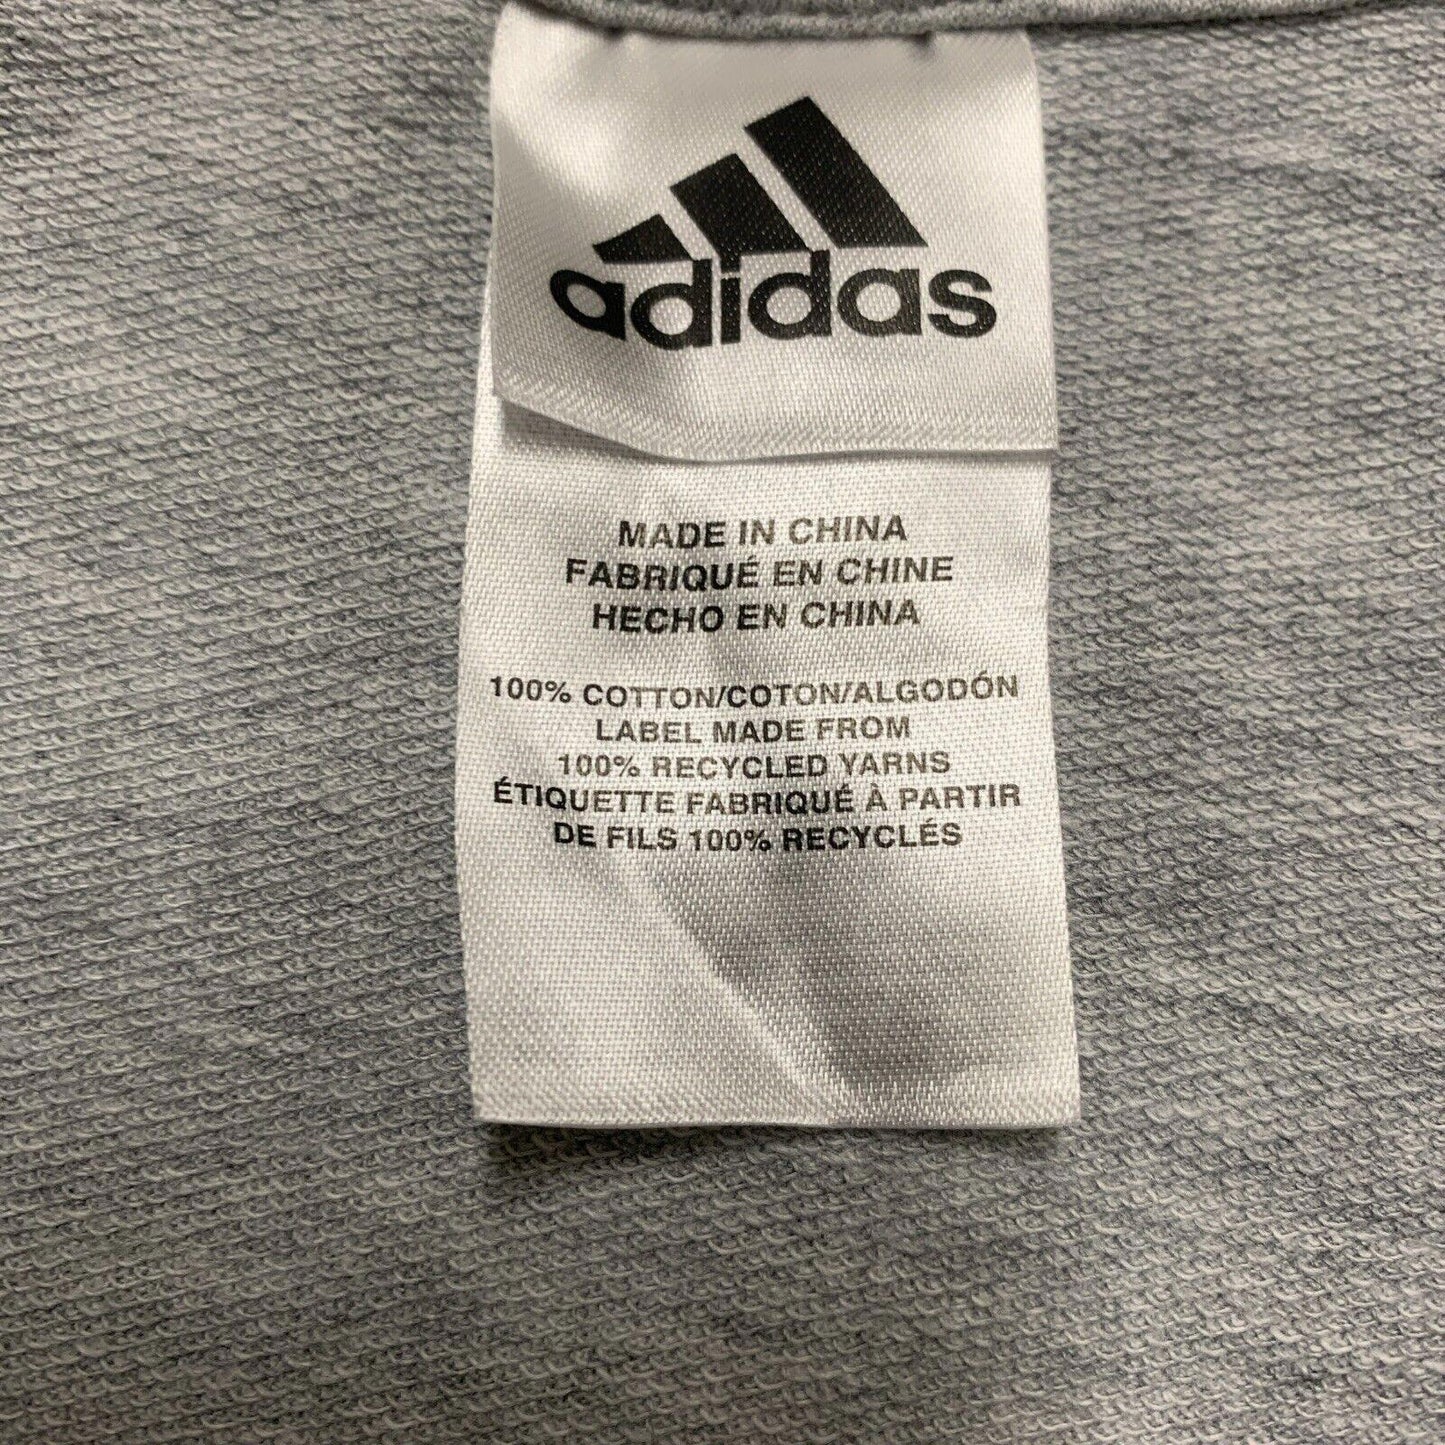 adidas
MADE IN CHINA
FABRIQUÉ EN CHINE
HECHO EN CHINA
100% COTTON/COTON/ALGODÓN
LABEL MADE FROM
100% RECYCLED YARNS
ÉTIQUETTE FABRIQUÉ À PARTIR
DE FILS 100% RECYCLÉS